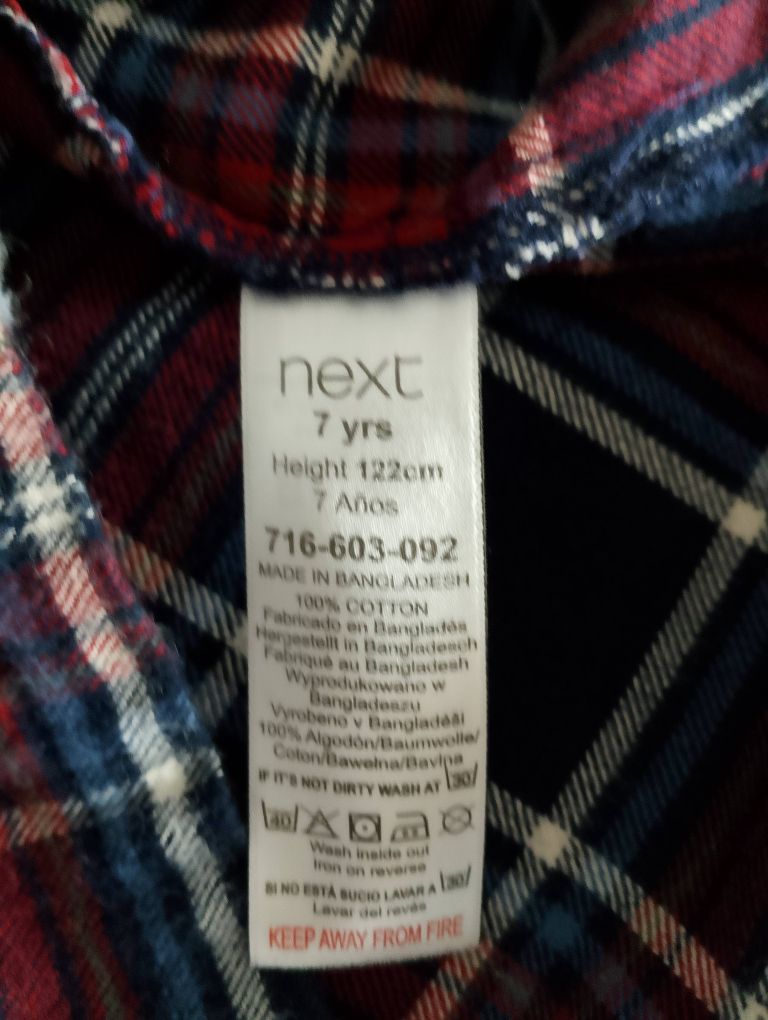 next
7 yrs
Height 122cm
7 Años
716-603-092
MADE IN BANGLADESH
100% COTTON
Fabricado en Bangladés
Hergestellt in Bangladesch
Fabriqué au Bangladesh
Wyprodukowano w
Bangladeszu
Vyrobeno v Bangladéši
100% Algodón/Baumwolle/
Coton/Bawełna/Bavlna
IF IT'S NOT DIRTY WASH AT 30
40
Wash inside out
Iron on reverse
SI NO ESTÁ SUCIO LAVAR A 30
Lavar del revés
KEEP AWAY FROM FIRE